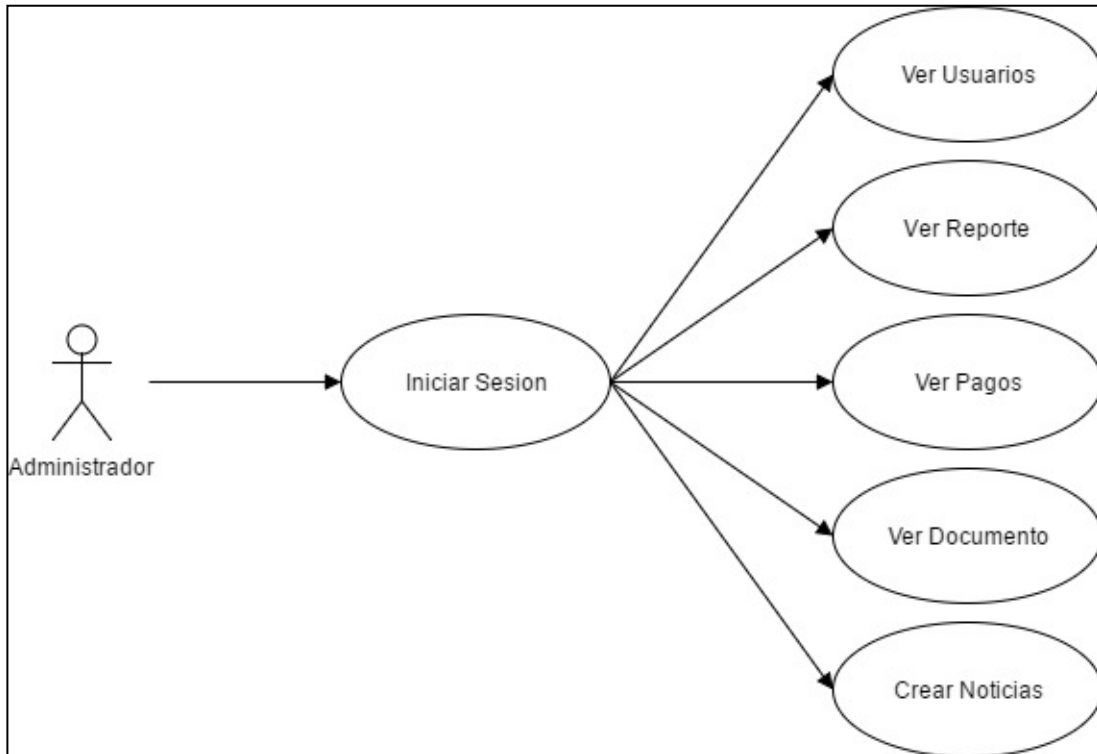 Ver Usuarios
Ver Reporte
Iniciar Sesion
Ver Pagos
Administrador
Ver Documento
Crear Noticias